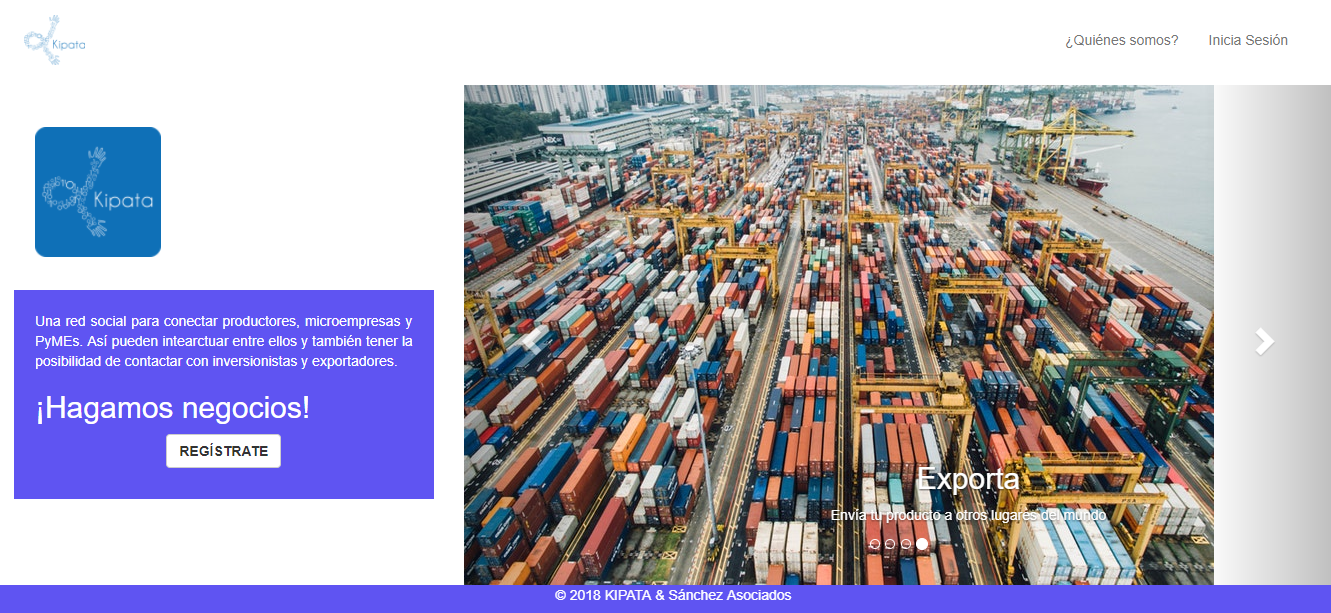 Kipata
¿Quiénes somos?
Inicia Sesión
Kipata
Una red social para conectar productores, microempresas y
PyMEs. Así pueden intearctuar entre ellos y también tener la
posibilidad de contactar con inversionistas y exportadores.
¡Hagamos negocios!
REGÍSTRATE
Exporta
Envía tu producto a otros lugares del mundo
© 2018 KIPATA & Sánchez Asociados